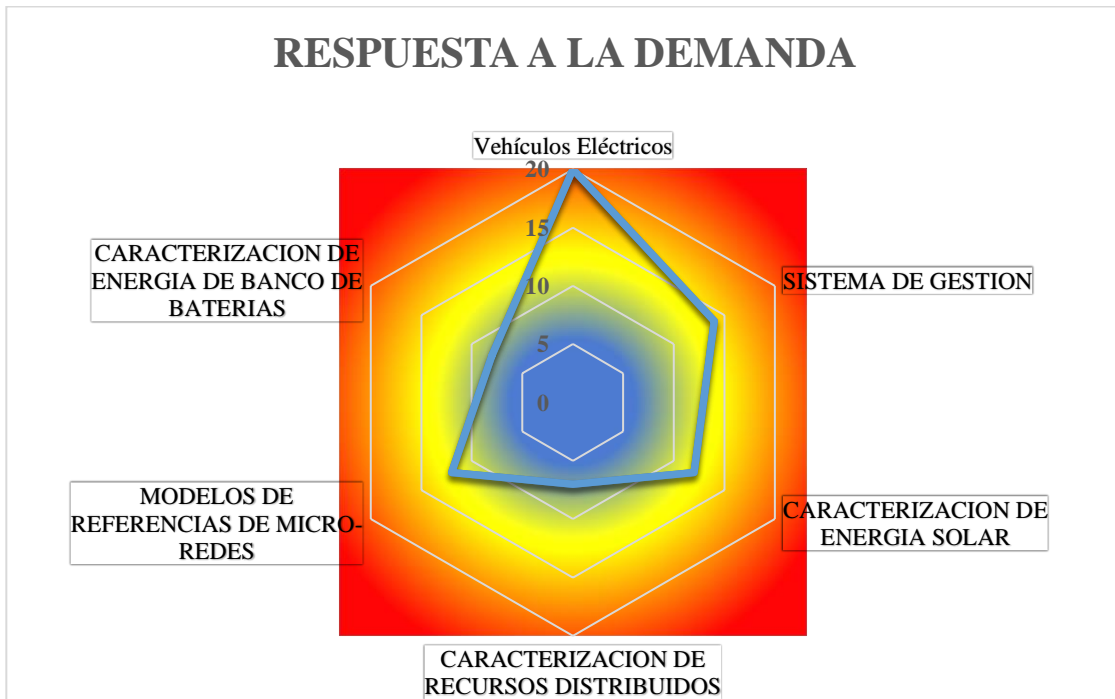 RESPUESTA A LA DEMANDA
Vehículos Eléctricos
20
15
10
5
0
SISTEMA DE GESTION
CARACTERIZACION DE
ENERGIA SOLAR
CARACTERIZACION DE
RECURSOS DISTRIBUIDOS
MODELOS DE
REFERENCIAS DE MICRO-
REDES
CARACTERIZACION DE
ENERGIA DE BANCO DE
BATERIAS